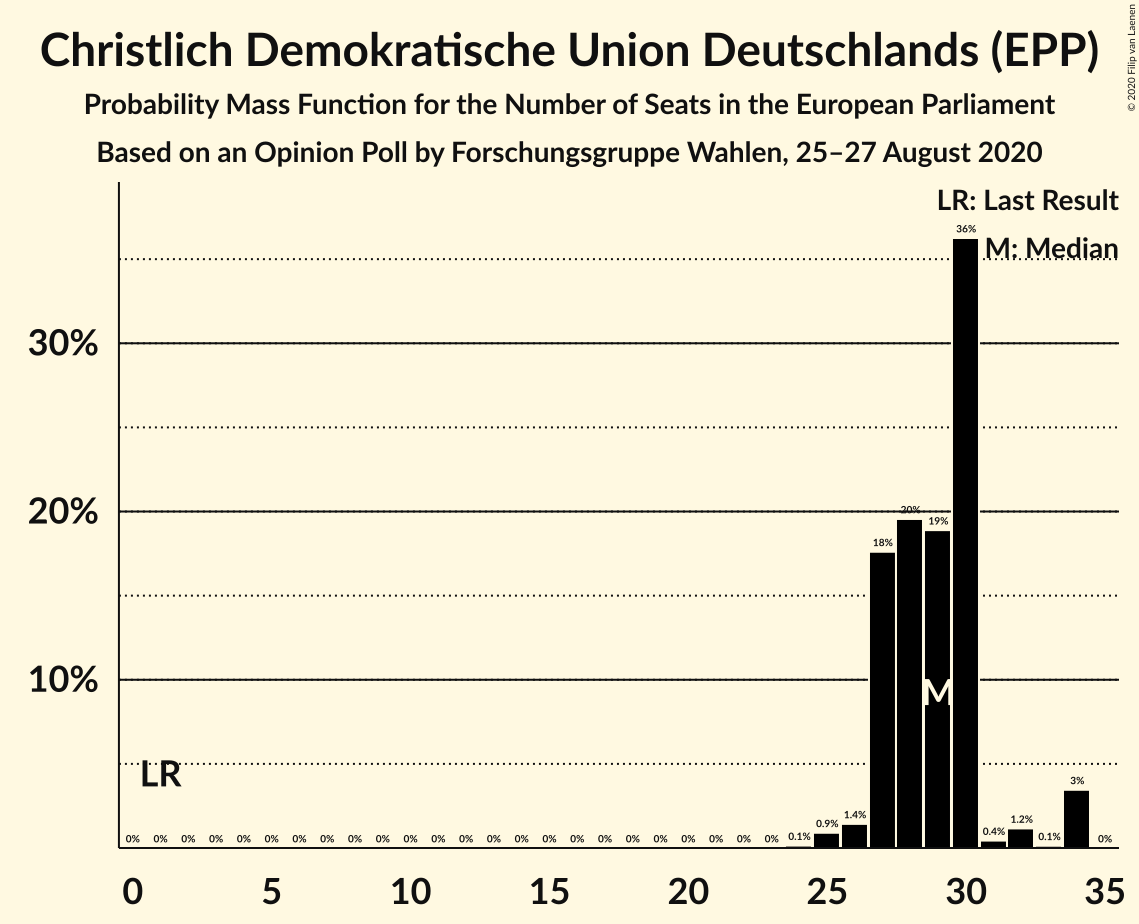 Christlich Demokratische Union Deutschlands (EPP)
Probability Mass Function for the Number of Seats in the European Parliament
Based on an Opinion Poll by Forschungsgruppe Wahlen, 25–27 August 2020
© 2020 Filip van Laenen
LR: Last Result
M: Median
36%
30%
20%
20% 19%
18%
10%
M
LR
3%
0% 0% 0% 0% 0% 0% 0% 0% 0% 0% 0% 0% 0% 0% 0% 0% 0% 0% 0% 0% 0% 0% 0% 0% 0.1% 0.9% 1.4% 0.4% 1.2% 0.1% 0%
0 5 10 15 20 25 30 35